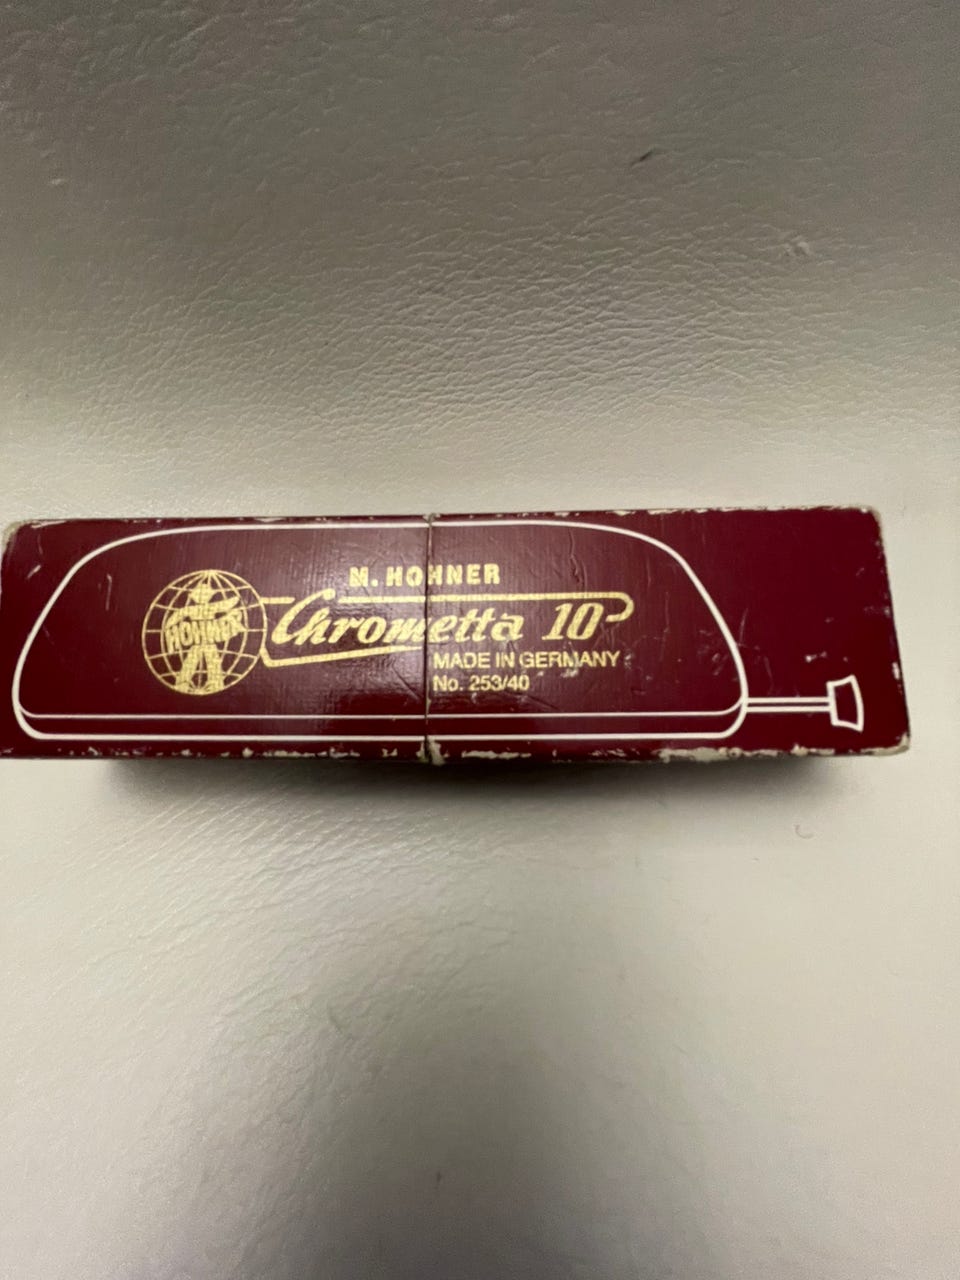 HOHNER
M. HOHNER
Chrometta 10
MADE IN GERMANY
No. 253/40